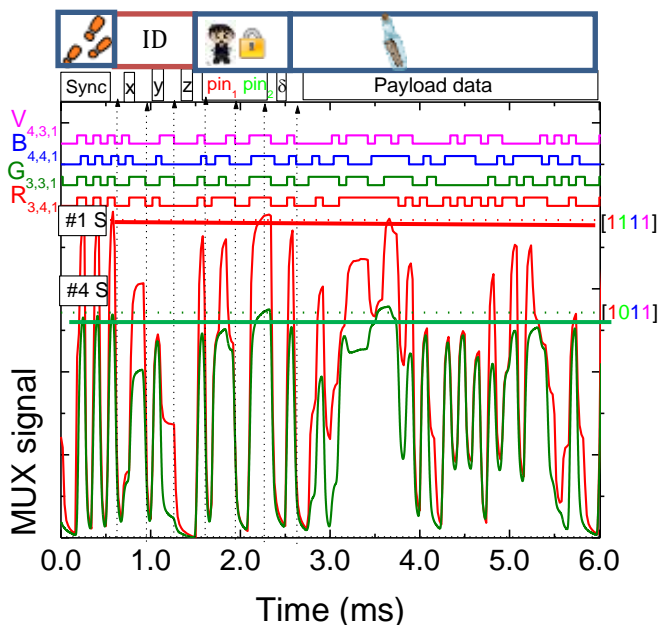 ID
Sync x y z pin1 pin2 δ Payload data
V4,3,1
B4,4,1
G3,3,1
R3,4,1
#1 S
[1111]
#4 S
[1011]
MUX signal
0.0 1.0 2.0 3.0 4.0 5.0 6.0
Time (ms)